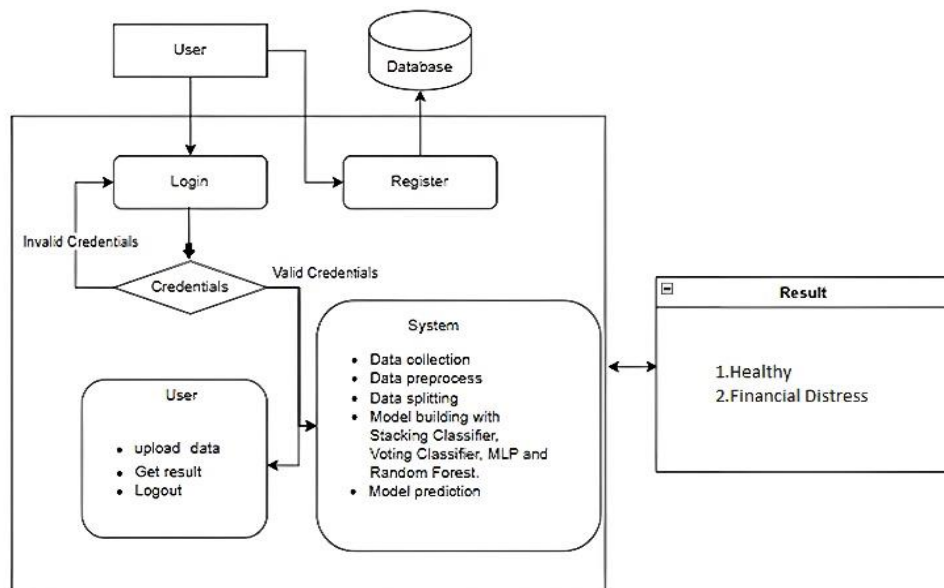 User
Database
Login
Register
Invalid Credentials
Credentials
Valid Credentials
System
• Data collection
• Data preprocess
• Data splitting
• Model building with
Stacking Classifier,
Voting Classifier, MLP and
Random Forest.
• Model prediction
User
• upload data
• Get result
• Logout
Result
1.Healthy
2.Financial Distress